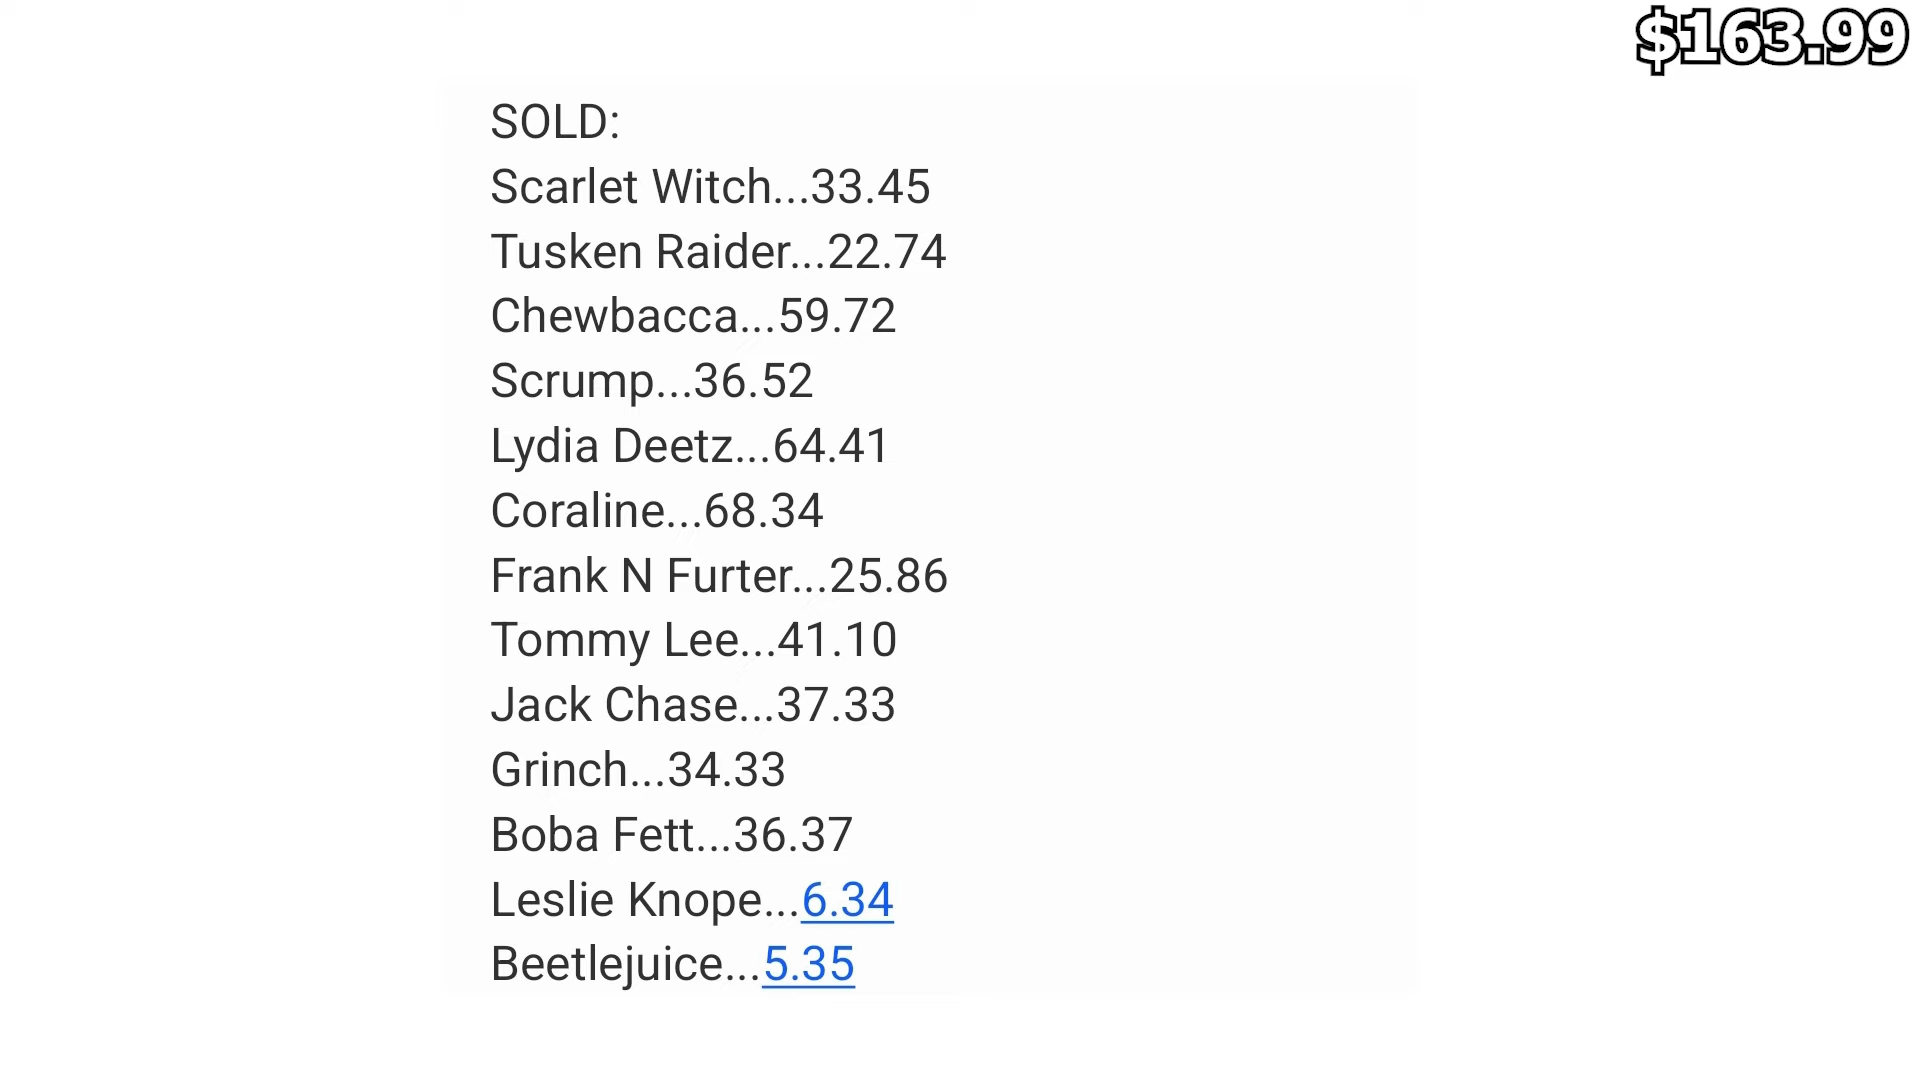 $163.99
SOLD:
Scarlet Witch...33.45
Tusken Raider...22.74
Chewbacca...59.72
Scrump...36.52
Lydia Deetz...64.41
Coraline...68.34
Frank N Furter...25.86
Tommy Lee...41.10
Jack Chase...37.33
Grinch...34.33
Boba Fett...36.37
Leslie Knope...6.34
Beetlejuice...5.35